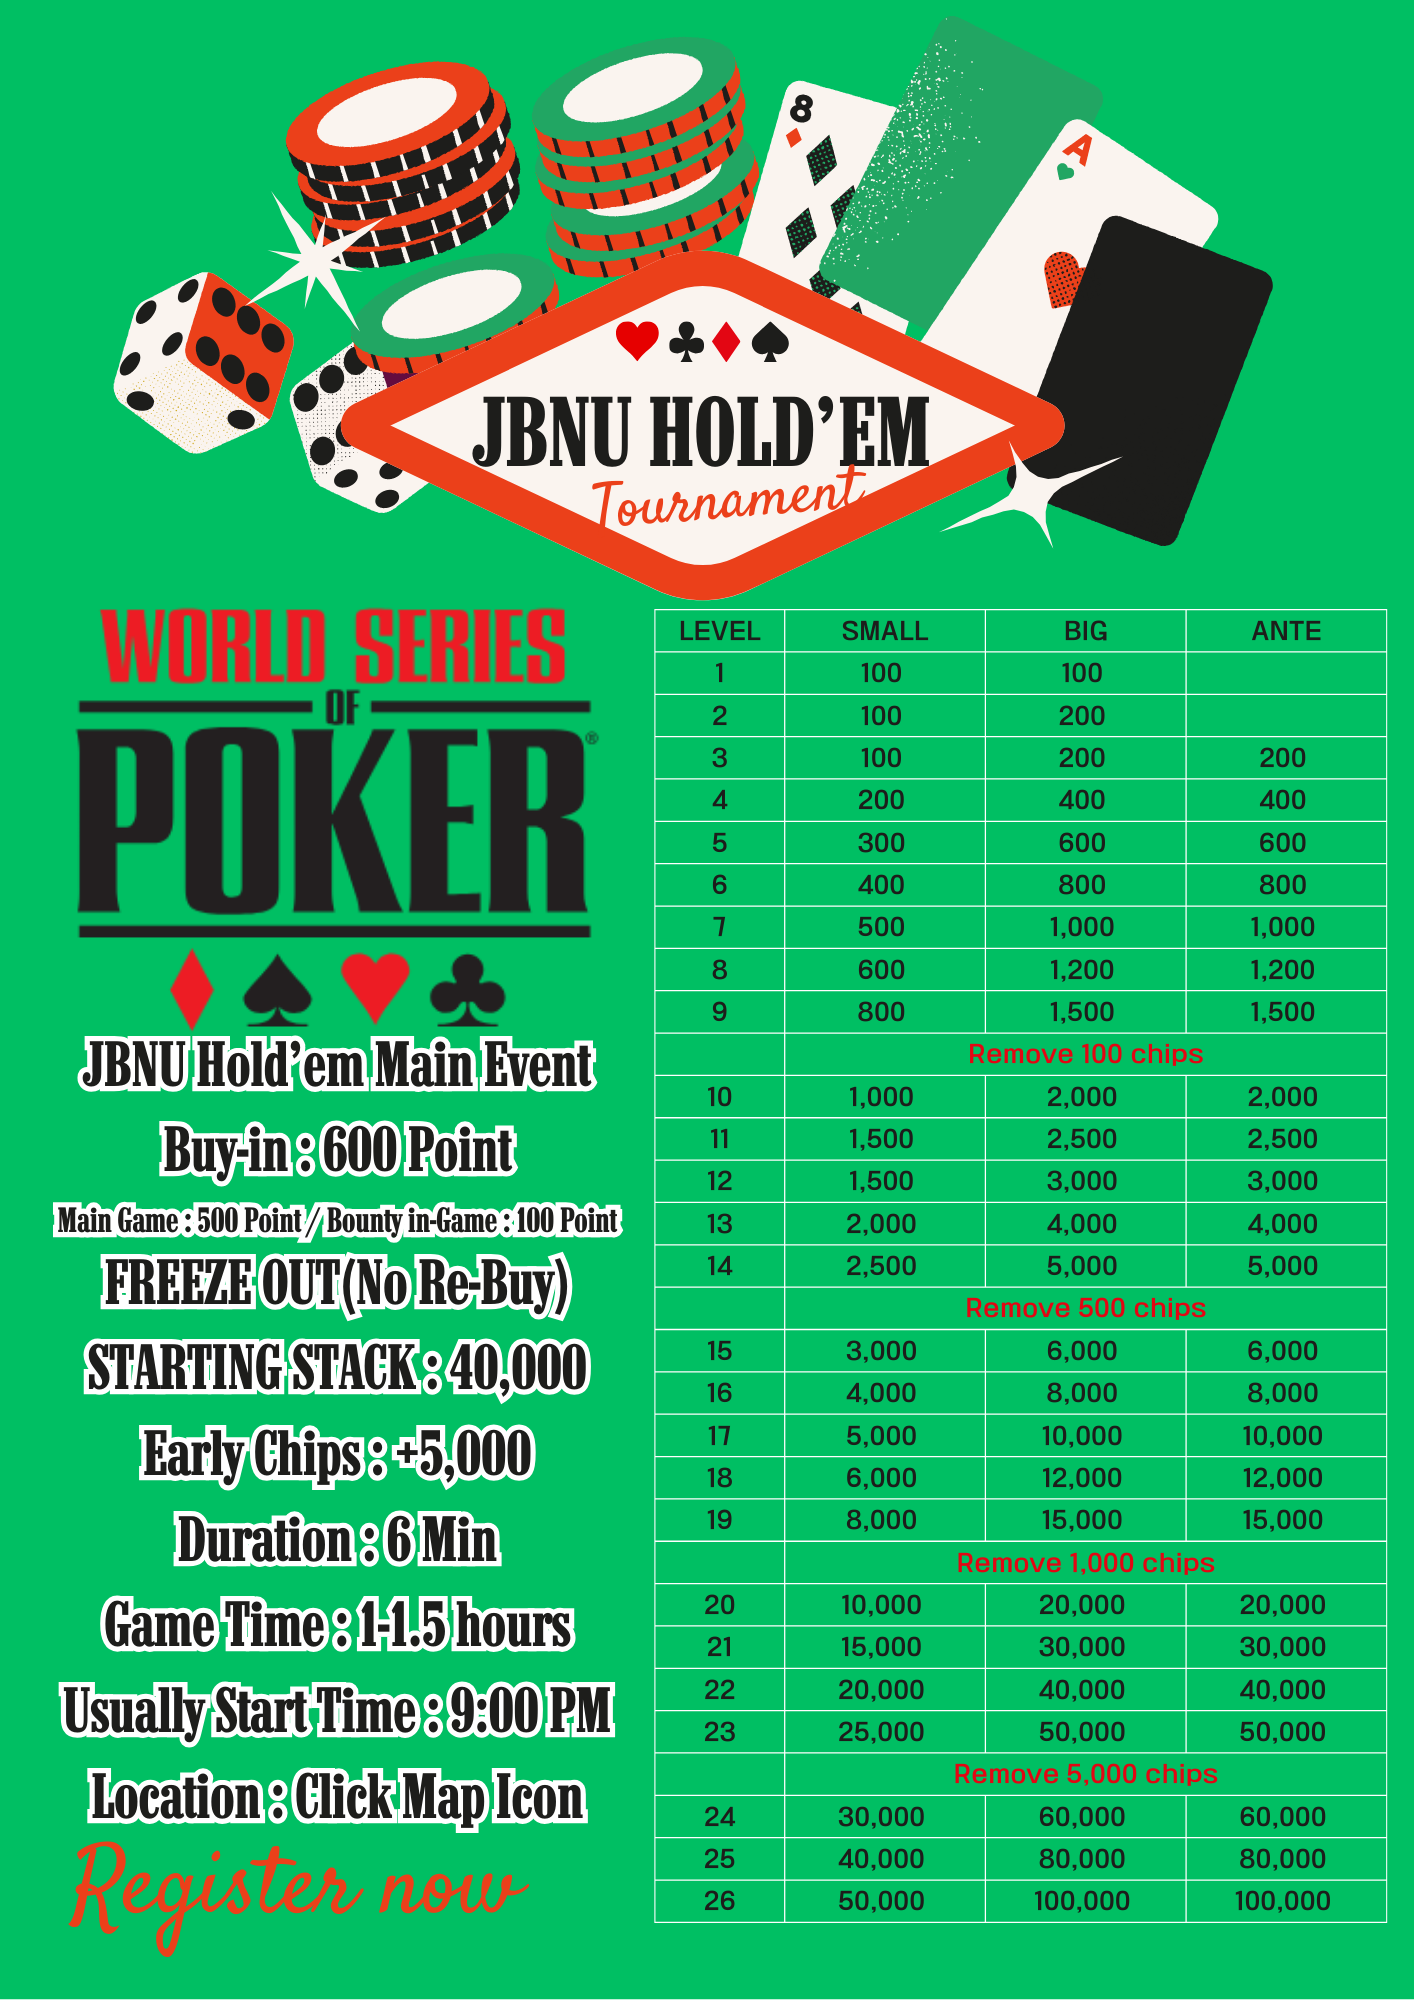 8
A
JBNU HOLD’EM
Tournament
WORLD SERIES
OF
POKER®
JBNU Hold’em Main Event
Buy-in : 600 Point
Main Game : 500 Point / Bounty in-Game : 100 Point
FREEZE OUT(No Re-Buy)
STARTING STACK : 40,000
Early Chips : +5,000
Duration : 6 Min
Game Time : 1-1.5 hours
Usually Start Time : 9:00 PM
Location : Click Map Icon
Register now
LEVEL SMALL BIG ANTE
1 100 100
2 100 200
3 100 200 200
4 200 400 400
5 300 600 600
6 400 800 800
7 500 1,000 1,000
8 600 1,200 1,200
9 800 1,500 1,500
Remove 100 chips
10 1,000 2,000 2,000
11 1,500 2,500 2,500
12 1,500 3,000 3,000
13 2,000 4,000 4,000
14 2,500 5,000 5,000
Remove 500 chips
15 3,000 6,000 6,000
16 4,000 8,000 8,000
17 5,000 10,000 10,000
18 6,000 12,000 12,000
19 8,000 15,000 15,000
Remove 1,000 chips
20 10,000 20,000 20,000
21 15,000 30,000 30,000
22 20,000 40,000 40,000
23 25,000 50,000 50,000
Remove 5,000 chips
24 30,000 60,000 60,000
25 40,000 80,000 80,000
26 50,000 100,000 100,000